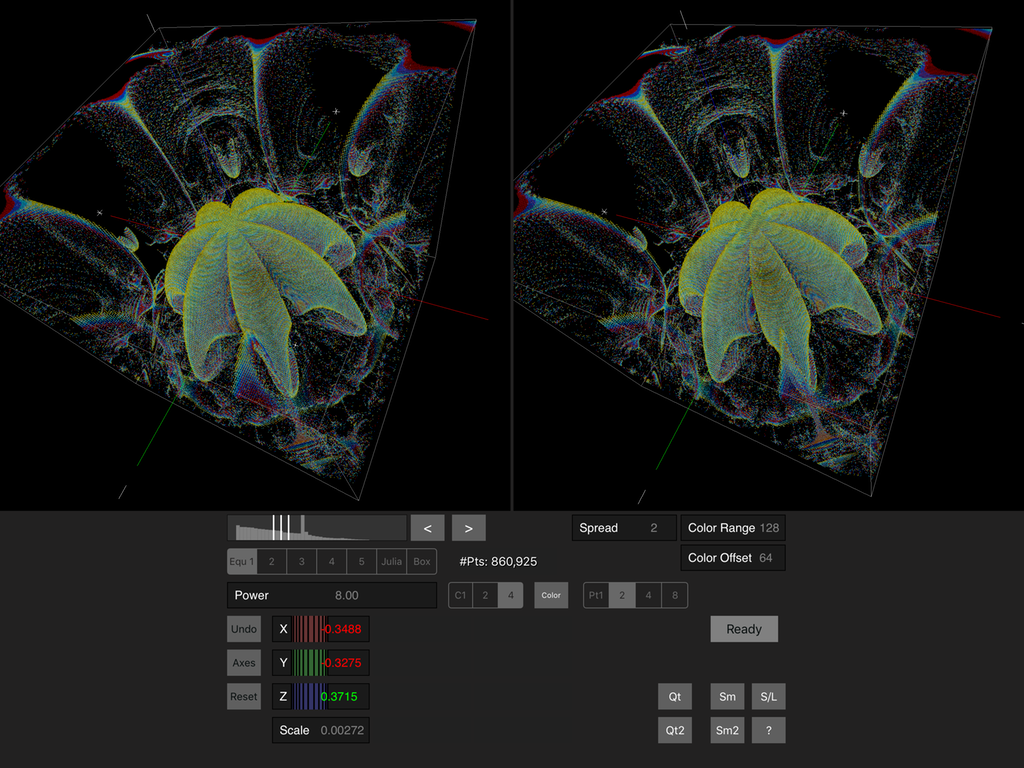 < >
Spread 2 Color Range 128
Color Offset 64
Equ 1 2 3 4 5 Julia Box
#Pts: 860,925
Power 8.00
C1 2 4 Color Pt1 2 4 8
Undo X -0.3488 Ready
Axes Y -0.3275
Reset Z 0.3715 Qt Sm S/L
Scale 0.00272 Qt2 Sm2 ?